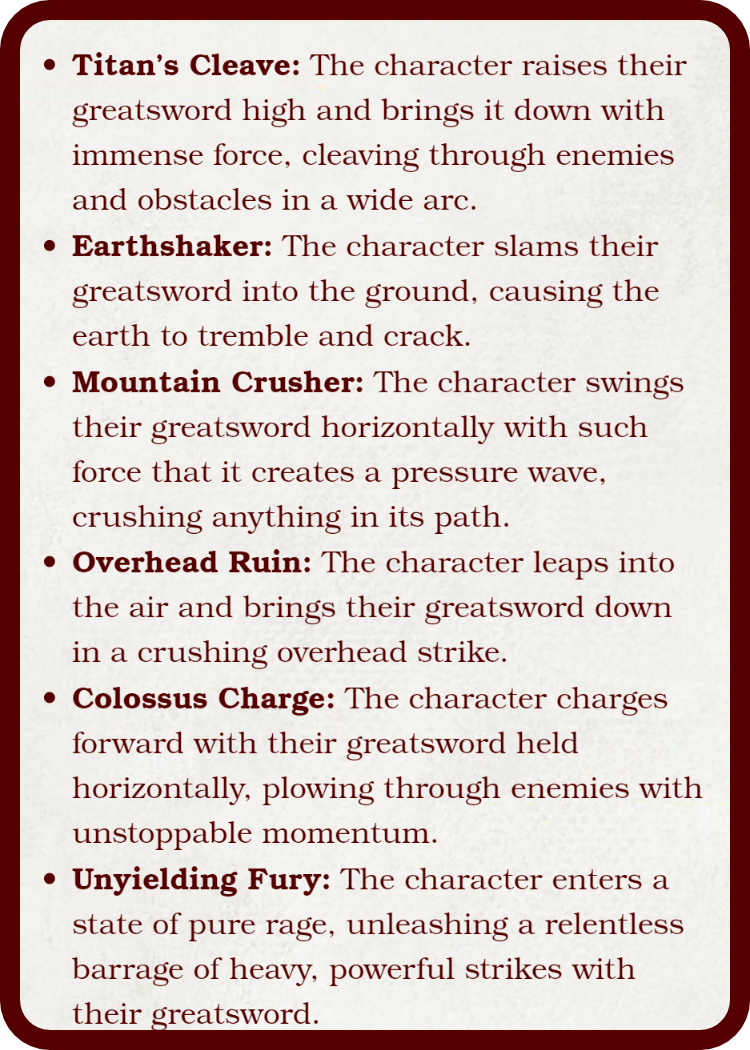 • Titan’s Cleave: The character raises their
greatsword high and brings it down with
immense force, cleaving through enemies
and obstacles in a wide arc.
• Earthshaker: The character slams their
greatsword into the ground, causing the
earth to tremble and crack.
• Mountain Crusher: The character swings
their greatsword horizontally with such
force that it creates a pressure wave,
crushing anything in its path.
• Overhead Ruin: The character leaps into
the air and brings their greatsword down
in a crushing overhead strike.
• Colossus Charge: The character charges
forward with their greatsword held
horizontally, plowing through enemies with
unstoppable momentum.
• Unyielding Fury: The character enters a
state of pure rage, unleashing a relentless
barrage of heavy, powerful strikes with
their greatsword.